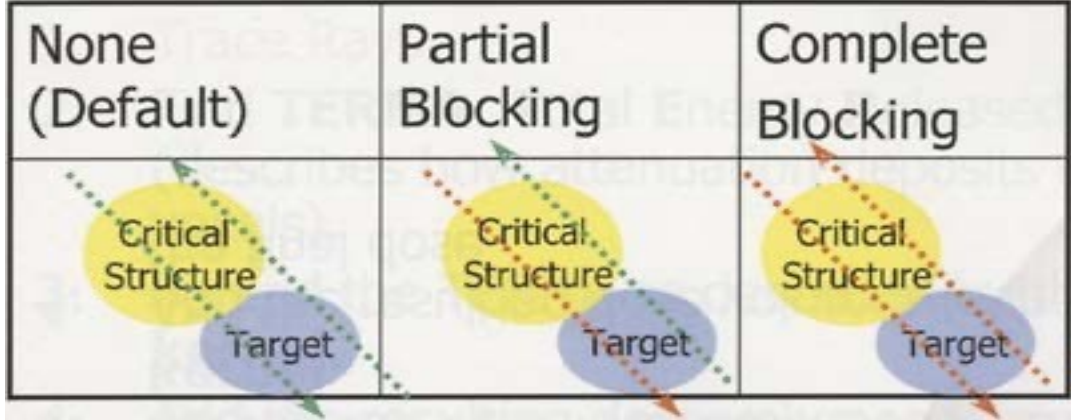 None
(Default)
Partial
Blocking
Complete
Blocking
Critical
Structure
Target
Critical
Structure
Target
Critical
Structure
Target